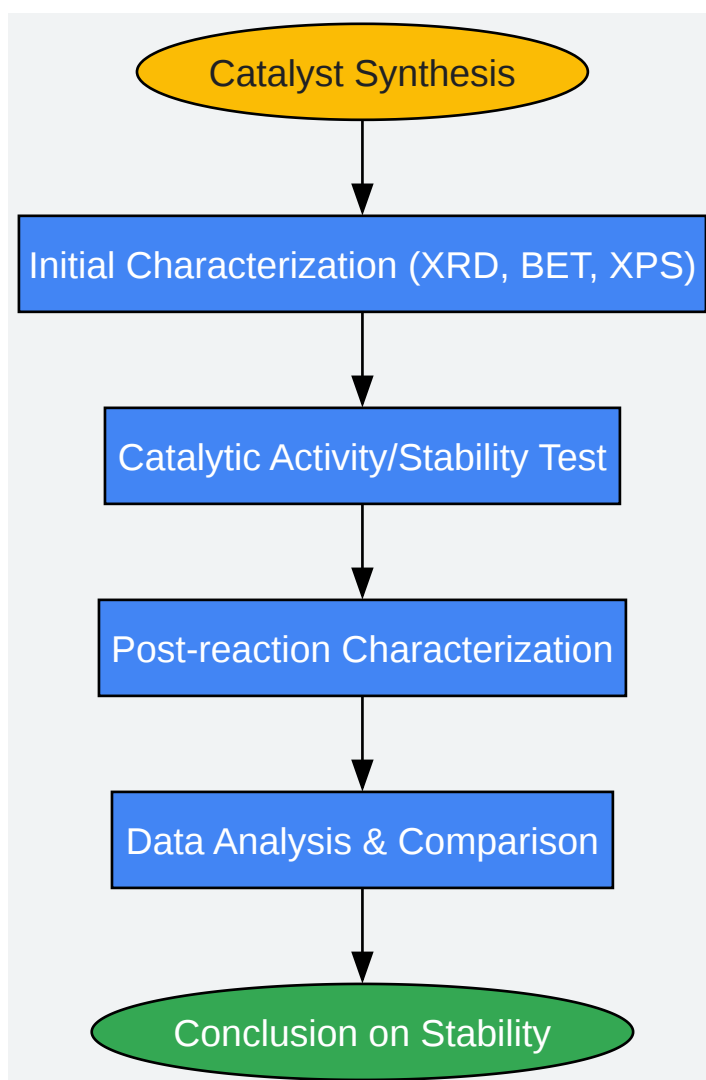 Catalyst Synthesis
Initial Characterization (XRD, BET, XPS)
Catalytic Activity/Stability Test
Post-reaction Characterization
Data Analysis & Comparison
Conclusion on Stability